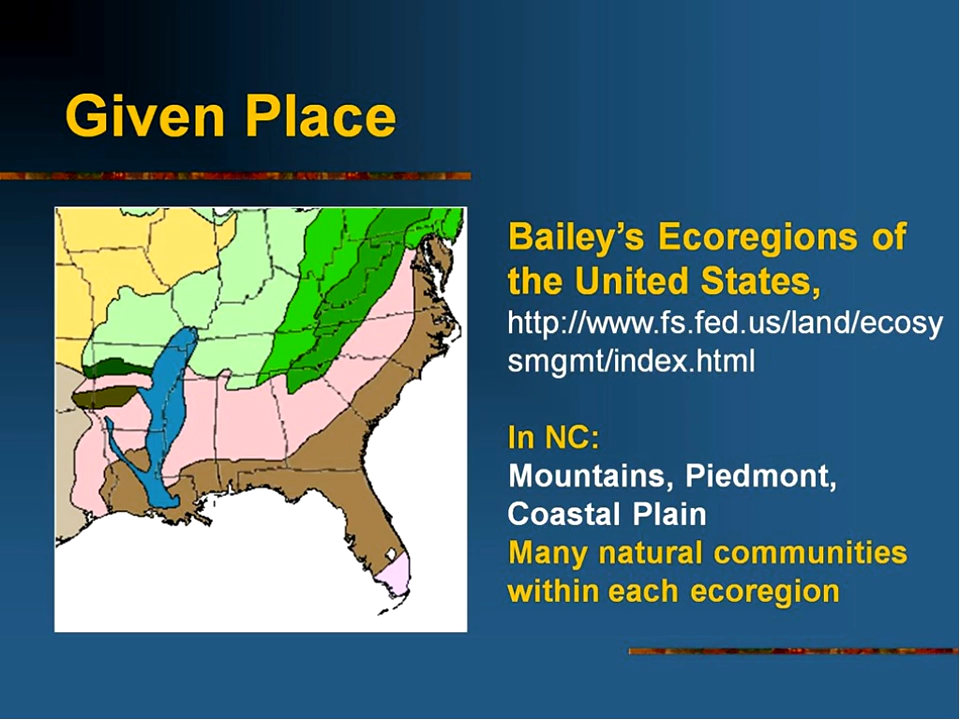 Given Place
Bailey’s Ecoregions of
the United States,
http://www.fs.fed.us/land/ecosy
smgmt/index.html
In NC:
Mountains, Piedmont,
Coastal Plain
Many natural communities
within each ecoregion